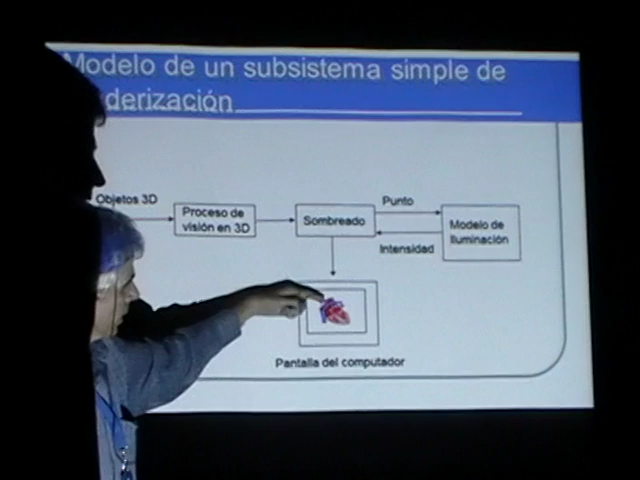 Modelo de un subsistema simple de
derización
Objetos 3D
Proceso de
visión en 3D
Sombreado
Punto
Intensidad
Modelo de
Iluminación
Pantalla del computador